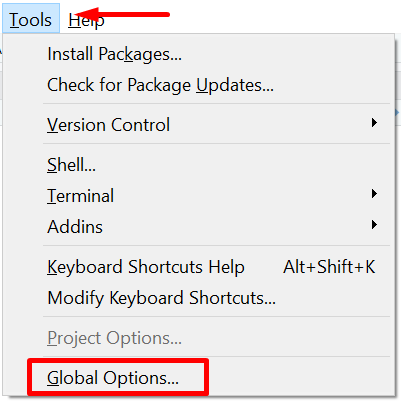 Tools Help
Install Packages...
Check for Package Updates...
Version Control
Shell...
Terminal
Addins
Keyboard Shortcuts Help Alt+Shift+K
Modify Keyboard Shortcuts...
Project Options...
Global Options...